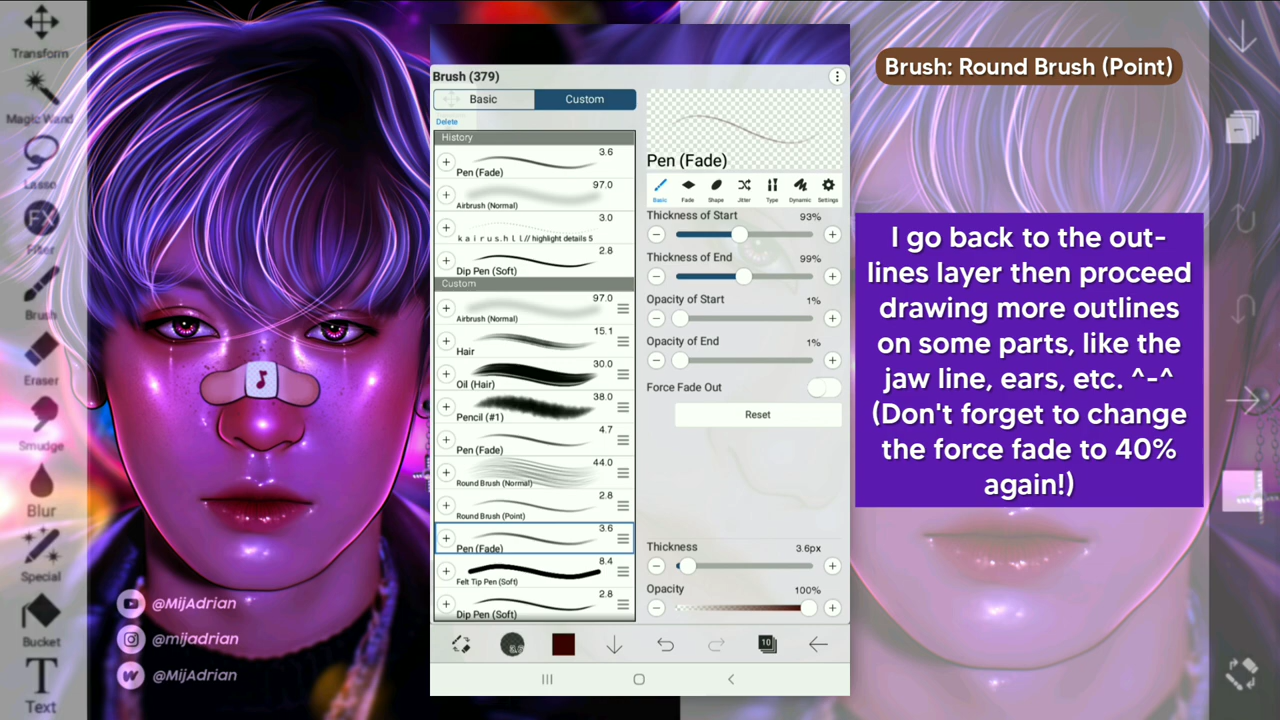 Transform
Magic Wand
Lasso
FX
Filter
Brush
Eraser
Smudge
Blur
Special
Bucket
T
Text
@MijAdrian
@mijadrian
@MijAdrian
Brush (379)
Basic
Custom
Delete
History
3.6
Pen (Fade)
97.0
Airbrush (Normal)
3.0
k a i r u s.h l l // highlight details 5
2.8
Dip Pen (Soft)
Custom
97.0
Airbrush (Normal)
15.1
Hair
30.0
Oil (Hair)
38.0
Pencil (#1)
4.7
Pen (Fade)
44.0
Round Brush (Normal)
2.8
Round Brush (Point)
3.6
Pen (Fade)
8.4
Felt Tip Pen (Soft)
2.8
Dip Pen (Soft)
Pen (Fade)
Basic Fade Shape Jitter Type Dynamic Settings
Thickness of Start 93%
Thickness of End 99%
Opacity of Start 1%
Opacity of End 1%
Force Fade Out
Reset
Thickness 3.6px
Opacity 100%
10
Brush: Round Brush (Point)
I go back to the out-
lines layer then proceed
drawing more outlines
on some parts, like the
jaw line, ears, etc. ^-^
(Don't forget to change
the force fade to 40%
again!)